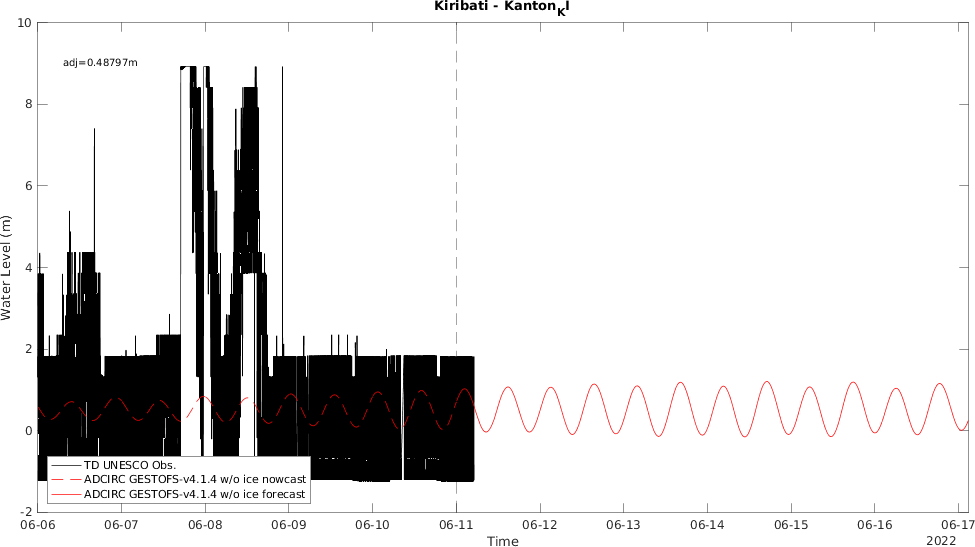 Kiribati - Kanton_KI
adj=0.48797m
10
8
6
4
2
0
-2
Water Level (m)
TD UNESCO Obs.
ADCIRC GESTOFS-v4.1.4 w/o ice nowcast
ADCIRC GESTOFS-v4.1.4 w/o ice forecast
06-06 06-07 06-08 06-09 06-10 06-11 06-12 06-13 06-14 06-15 06-16 06-17
Time
2022